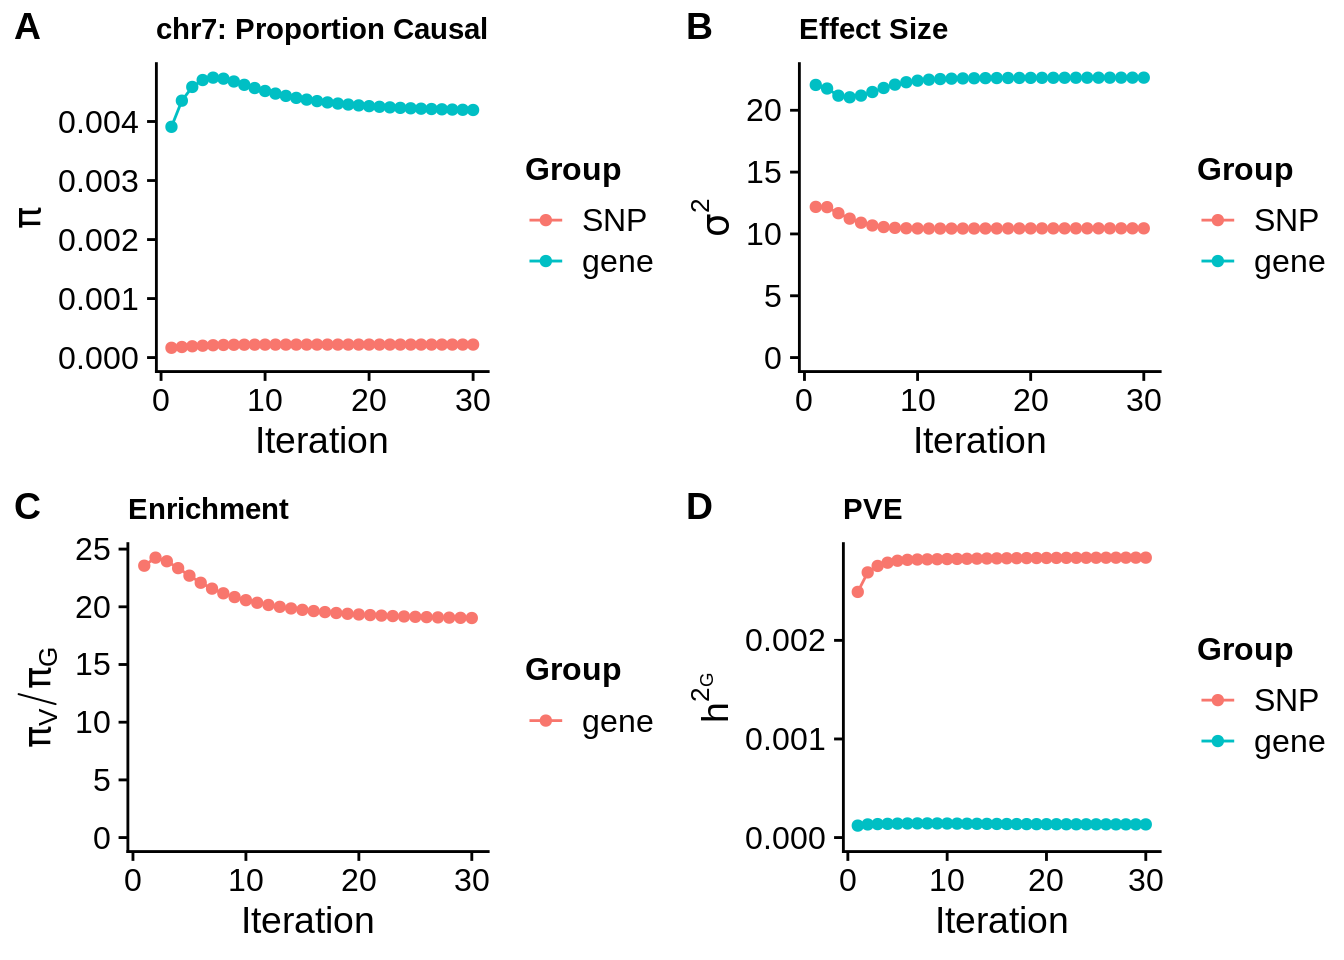 A
chr7: Proportion Causal
π
0.004
0.003
0.002
0.001
0.000
0 10 20 30
Iteration
Group
SNP
gene
B
Effect Size
σ²
20
15
10
5
0
0 10 20 30
Iteration
Group
SNP
gene
C
Enrichment
πV/πG
25
20
15
10
5
0
0 10 20 30
Iteration
Group
gene
D
PVE
h²G
0.002
0.001
0.000
0 10 20 30
Iteration
Group
SNP
gene